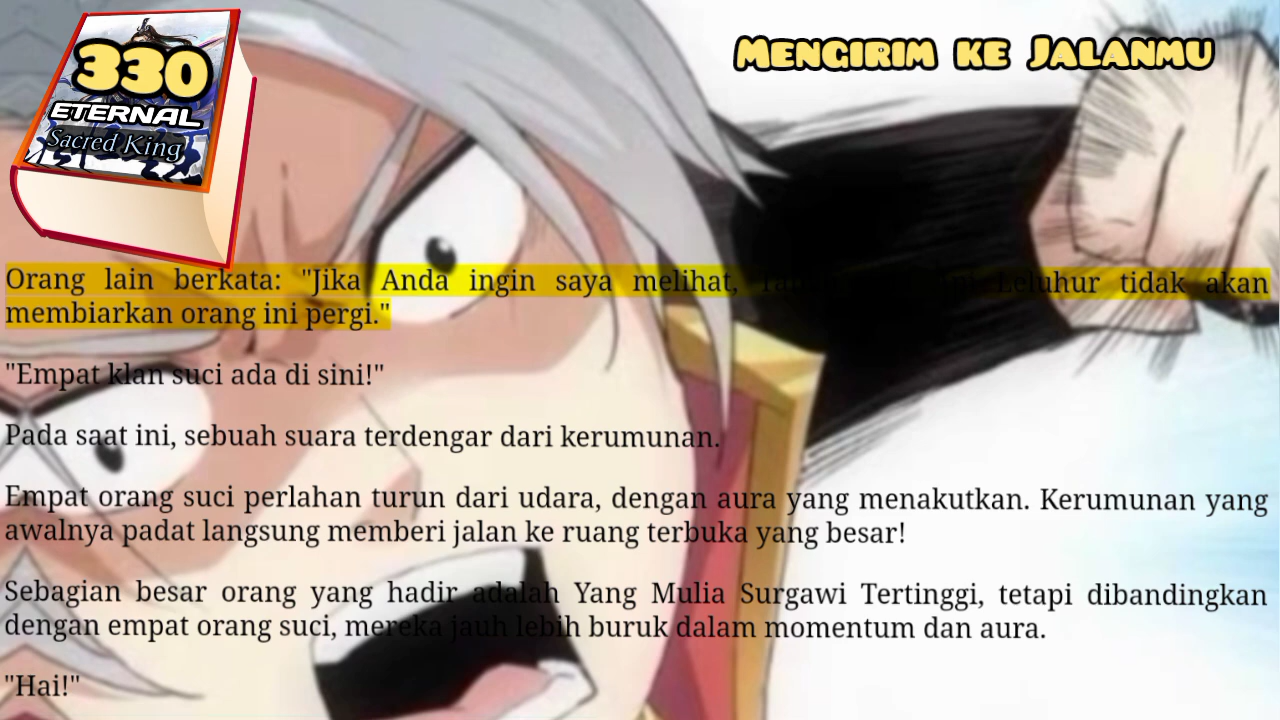 330
ETERNAL
Sacred King
MENGIRIM KE JALANMU
Orang lain berkata: "Jika Anda ingin saya melihat, Leluhur tidak akan
membiarkan orang ini pergi."
"Empat klan suci ada di sini!"
Pada saat ini, sebuah suara terdengar dari kerumunan.
Empat orang suci perlahan turun dari udara, dengan aura yang menakutkan. Kerumunan yang
awalnya padat langsung memberi jalan ke ruang terbuka yang besar!
Sebagian besar orang yang hadir adalah Yang Mulia Surgawi Tertinggi, tetapi dibandingkan
dengan empat orang suci, mereka jauh lebih buruk dalam momentum dan aura.
"Hai!"